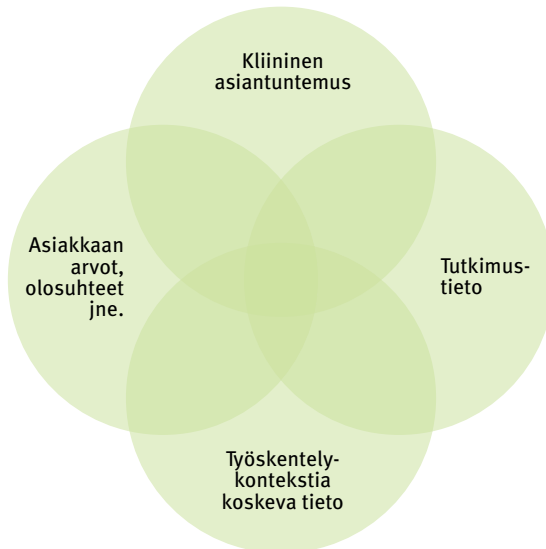 Kliininen
asiantuntemus
Asiakkaan
arvot,
olosuhteet
jne.
Tutkimus-
tieto
Työskentely-
kontekstia
koskeva tieto